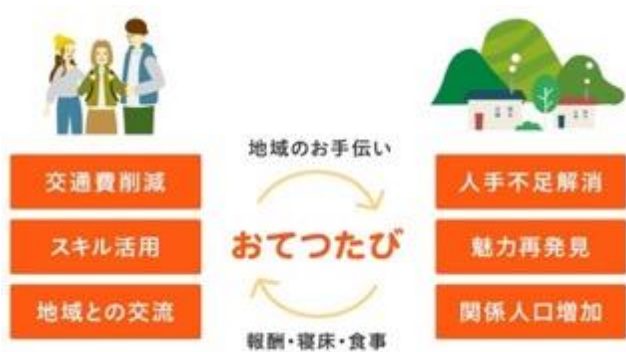 地域のお手伝い
交通費削減
スキル活用
地域との交流
おてつたび
人手不足解消
魅力再発見
関係人口増加
報酬・寝床・食事